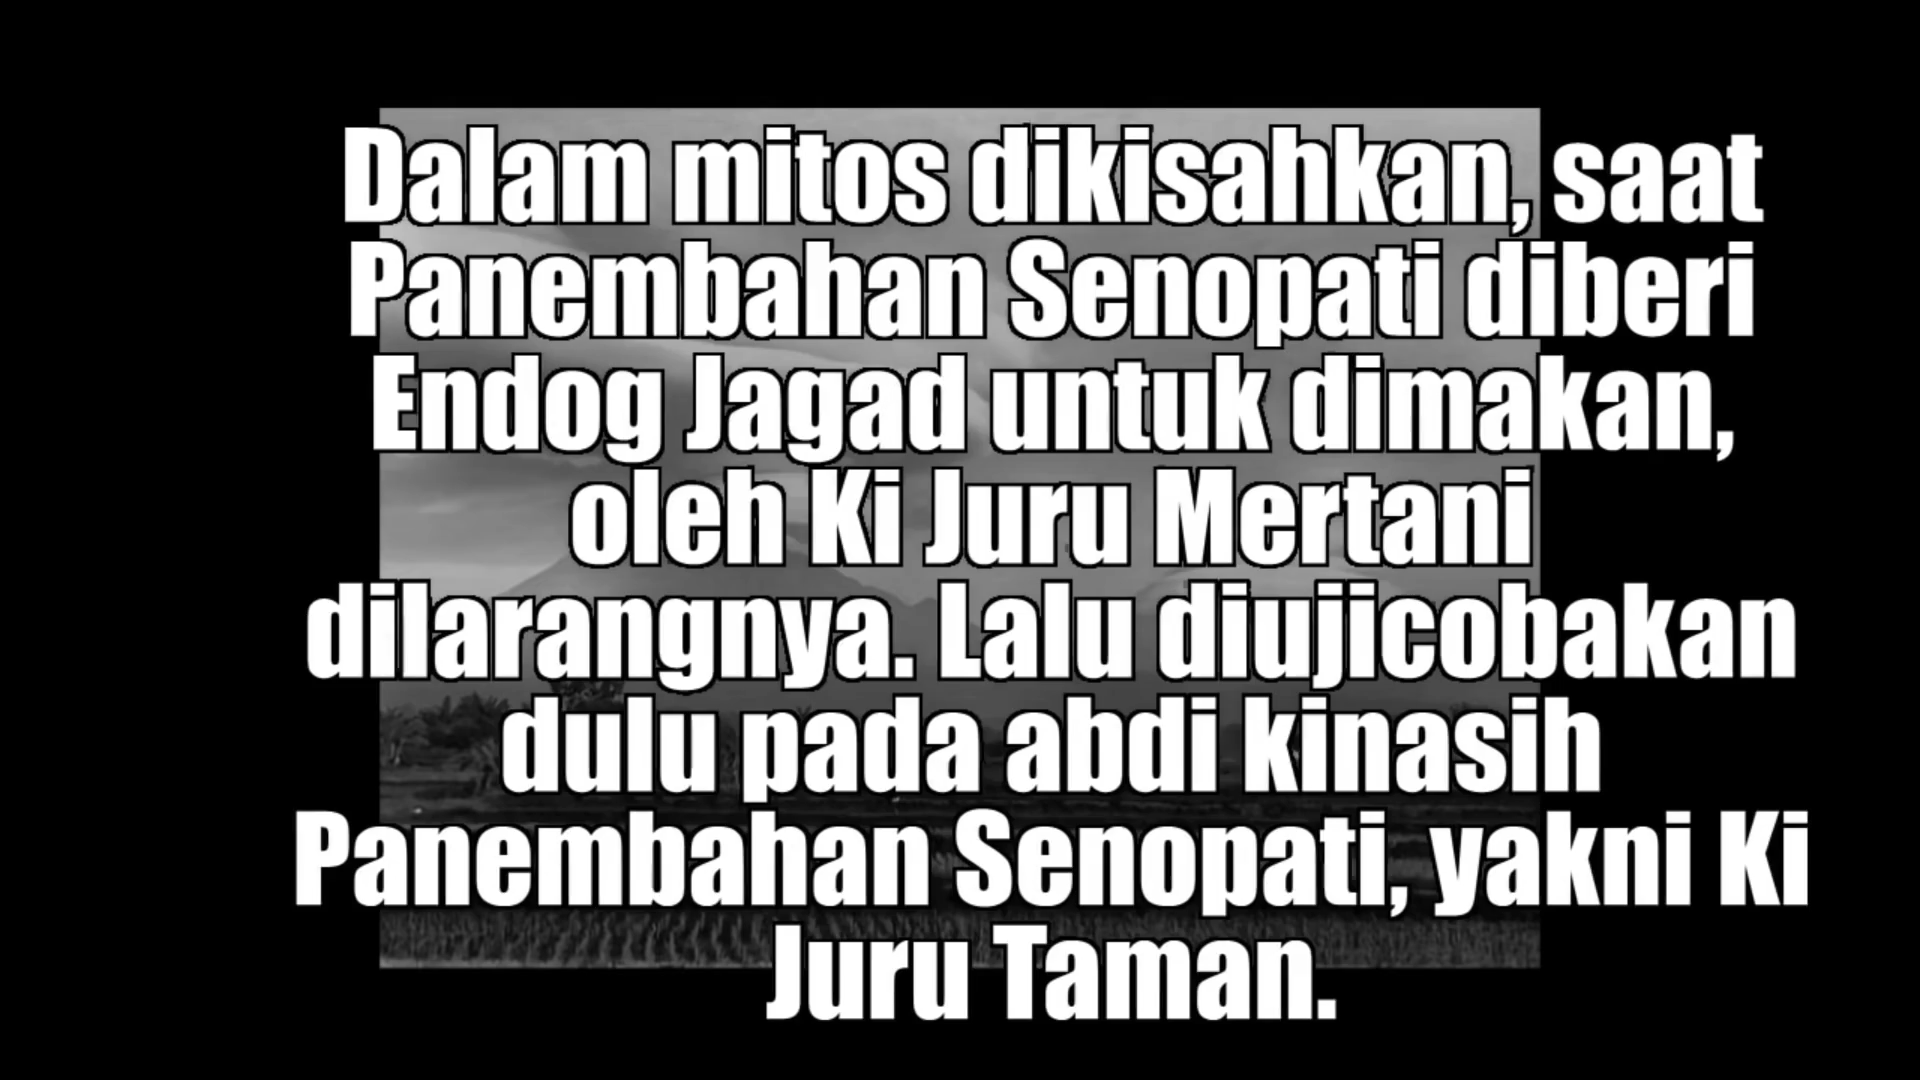 Dalam mitos dikisahkan, saat
Panembahan Senopati diberi
Endog Jagad untuk dimakan,
oleh Ki Juru Mertani
dilarangnya. Lalu diujicobakan
dulu pada abdi kinasih
Panembahan Senopati, yakni Ki
Juru Taman.